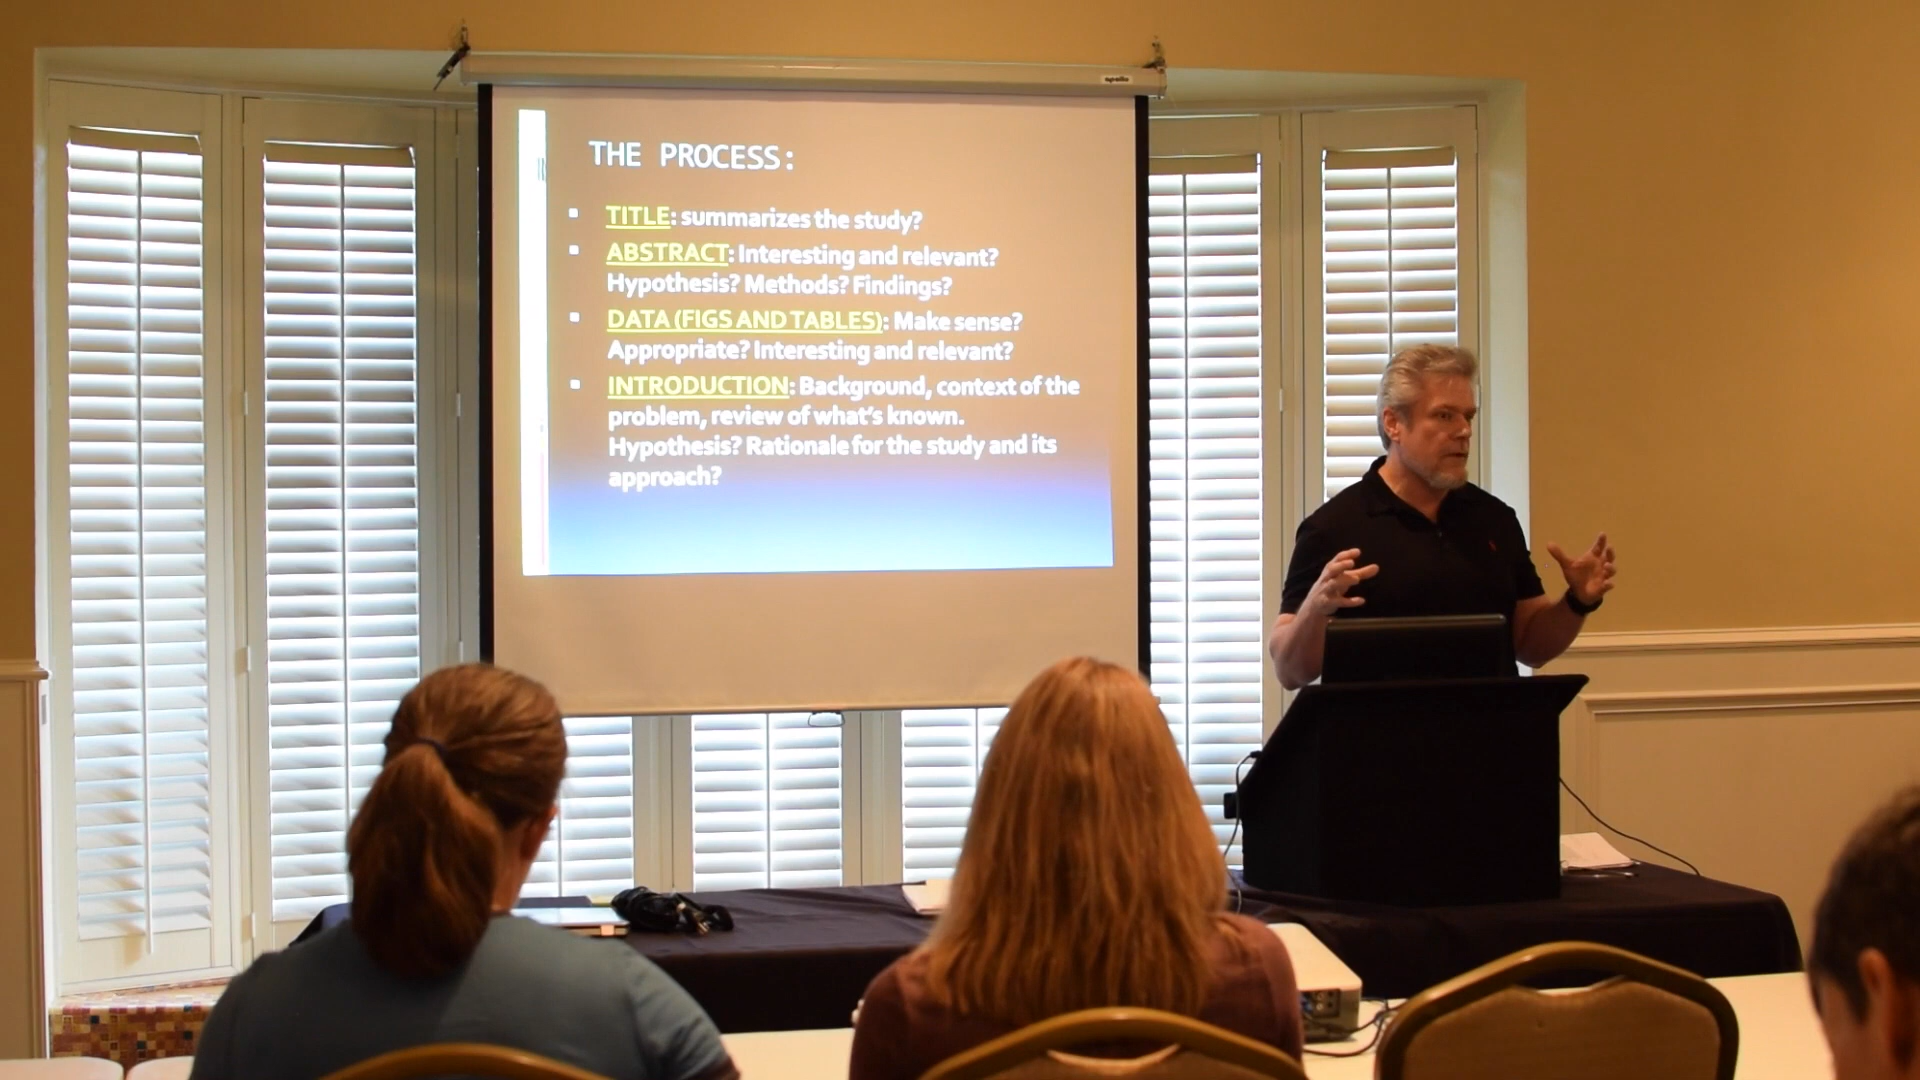 THE PROCESS:
▪ TITLE: summarizes the study?
▪ ABSTRACT: Interesting and relevant?
Hypothesis? Methods? Findings?
▪ DATA (FIGS AND TABLES): Make sense?
Appropriate? Interesting and relevant?
▪ INTRODUCTION: Background, context of the
problem, review of what's known.
Hypothesis? Rationale for the study and its
approach?